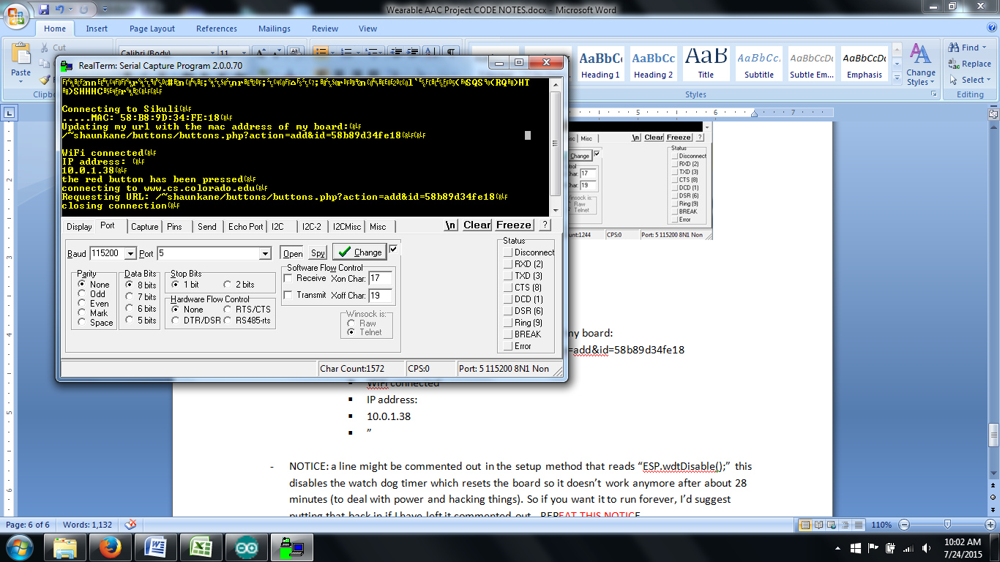 Wearable AAC Project CODE NOTES.docx - Microsoft Word
Home Insert Page Layout References Mailings Review View
Paste
Cut
Calibri (Body) 11
AaBbCc AaBbCc AaB AaBbCc AaBbCcDc AaBbCcDc
Heading 1 Heading 2 Title Subtitle Subtle Em... Emphasis
Change
Styles
Find
Replace
Select
Styles
Editing
RealTerm: Serial Capture Program 2.0.0.70
Connecting to Sikuli
.....MAC: 58:B8:9D:34:FE:18
Updating my url with the mac address of my board:
/~shaunkane/buttons/buttons.php?action=add&id=58b89d34fe18
WiFi connected
IP address:
10.0.1.38
the red button has been pressed
connecting to www.cs.colorado.edu
Requesting URL: /~shaunkane/buttons/buttons.php?action=add&id=58b89d34fe18
closing connection
Display Port Capture Pins Send Echo Port I2C I2C-2 I2CMisc Misc \n Clear Freeze ?
Baud 115200 Port 5 Open Spy Change
Parity
None
Odd
Even
Mark
Space
Data Bits
8 bits
7 bits
6 bits
5 bits
Stop Bits
1 bit 2 bits
Hardware Flow Control
None RTS/CTS
DTR/DSR RS485-rts
Software Flow Control
Receive Xon Char: 17
Transmit Xoff Char: 19
Winsock is:
Raw
Telnet
Status
Disconnect
RXD (2)
TXD (3)
CTS (8)
DCD (1)
DSR (6)
Ring (9)
BREAK
Error
Char Count:1572 CPS:0 Port: 5 115200 8N1 Non
5 6 7
Misc \n Clear Freeze ?
Change
17
19
Winsock is:
Raw
Telnet
Status
Disconnect
RXD (2)
TXD (3)
CTS (8)
DCD (1)
DSR (6)
Ring (9)
BREAK
Error
unt:1244 CPS:0 Port: 5 115200 8N1 Non
my board:
=add&id=58b89d34fe18
WiFi connected
IP address:
10.0.1.38
”
- NOTICE: a line might be commented out in the setup method that reads “ESP.wdtDisable();” this
disables the watch dog timer which resets the board so it doesn’t work anymore after about 28
minutes (to deal with power and hacking things). So if you want it to run forever, I’d suggest
putting that back in if I have left it commented out. REPEAT THIS NOTICE
Page: 6 of 6 Words: 1,132 110%
10:02 AM
7/24/2015